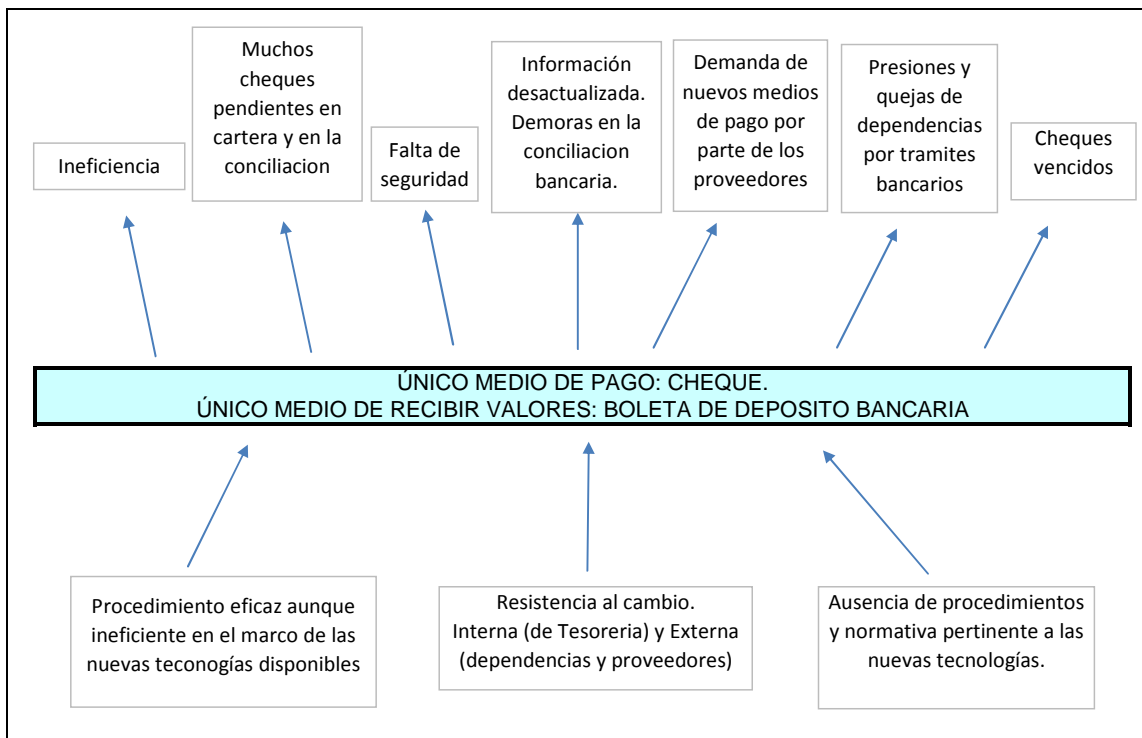 Ineficiencia
Muchos
cheques
pendientes en
cartera y en la
conciliacion
Falta de
seguridad
Información
desactualizada.
Demoras en la
conciliacion
bancaria.
Demanda de
nuevos medios
de pago por
parte de los
proveedores
Presiones y
quejas de
dependencias
por tramites
bancarios
Cheques
vencidos
ÚNICO MEDIO DE PAGO: CHEQUE.
ÚNICO MEDIO DE RECIBIR VALORES: BOLETA DE DEPOSITO BANCARIA
Procedimiento eficaz aunque
ineficiente en el marco de las
nuevas teconogías disponibles
Resistencia al cambio.
Interna (de Tesoreria) y Externa
(dependencias y proveedores)
Ausencia de procedimientos
y normativa pertinente a las
nuevas tecnologías.